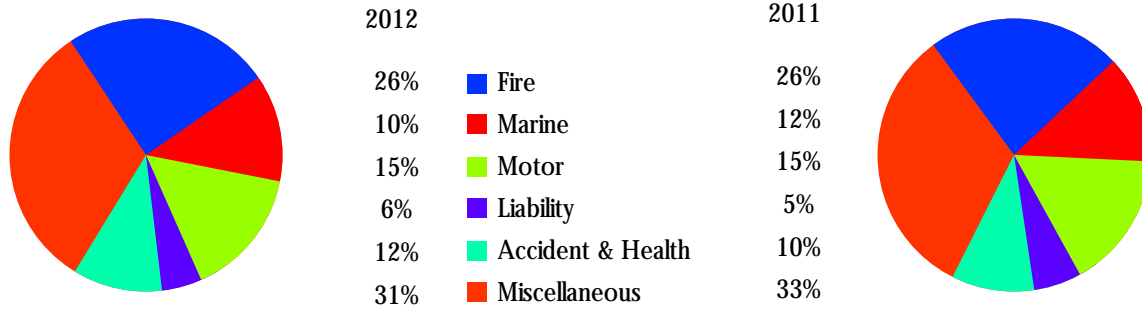 2012 2011
26% Fire 26%
10% Marine 12%
15% Motor 15%
6% Liability 5%
12% Accident & Health 10%
31% Miscellaneous 33%